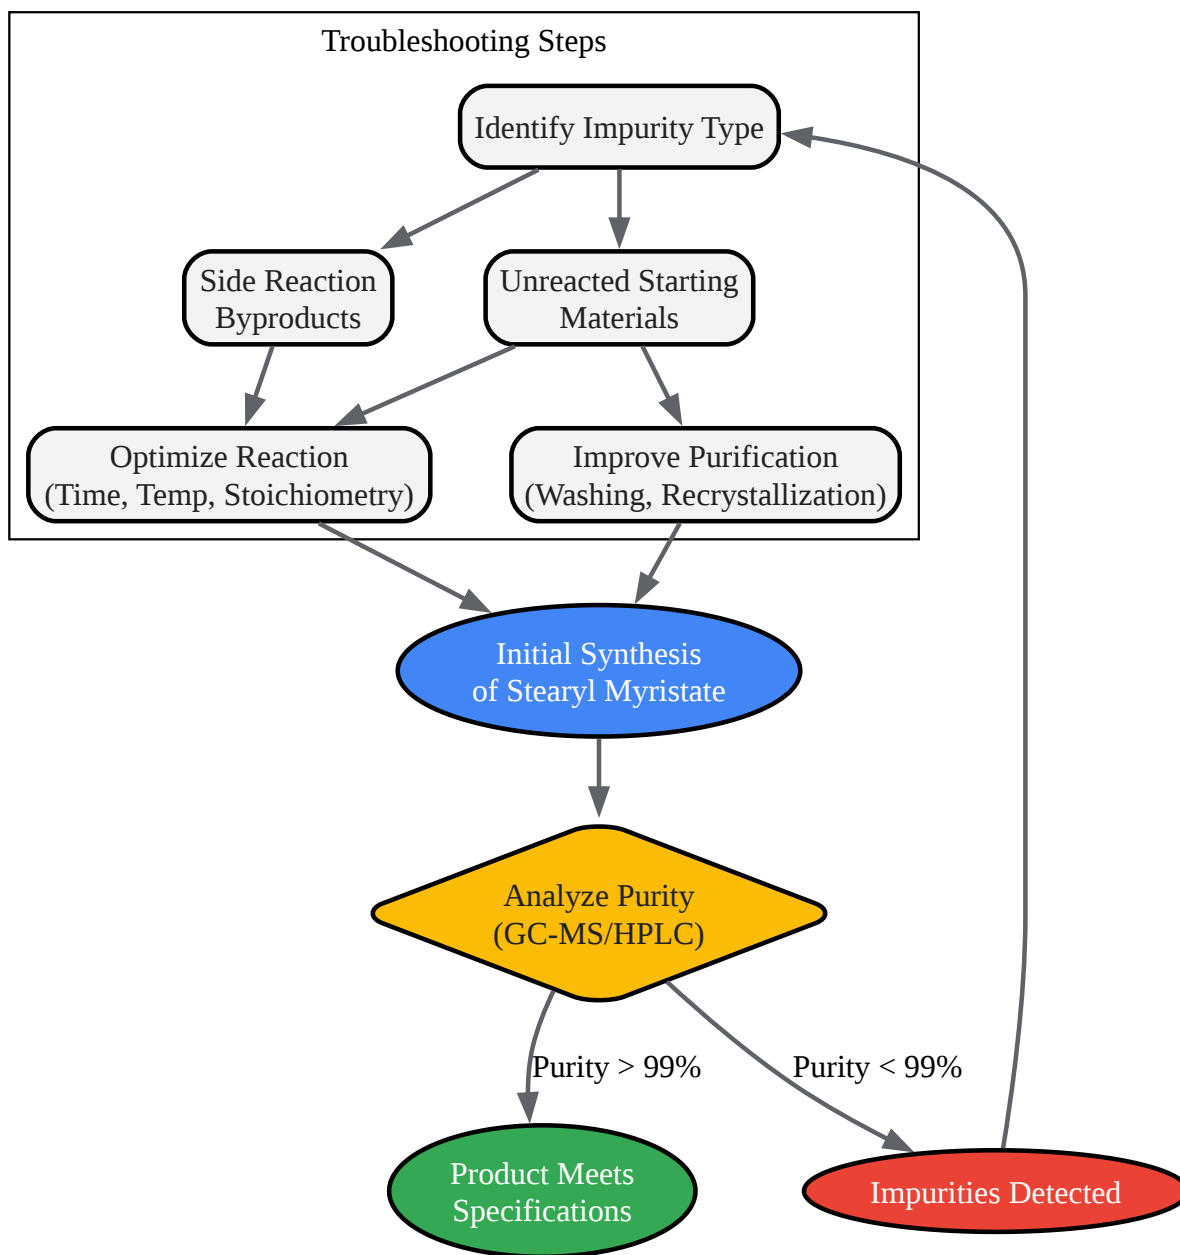 Troubleshooting Steps
Identify Impurity Type
Side Reaction
Byproducts
Unreacted Starting
Materials
Optimize Reaction
(Time, Temp, Stoichiometry)
Improve Purification
(Washing, Recrystallization)
Initial Synthesis
of Stearyl Myristate
Analyze Purity
(GC-MS/HPLC)
Purity > 99%
Purity < 99%
Product Meets
Specifications
Impurities Detected